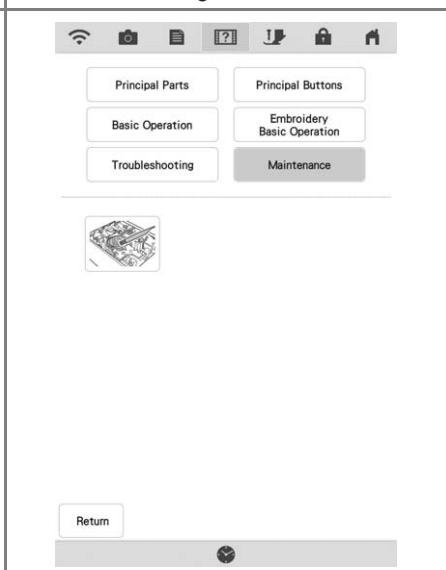 Principal Parts
Principal Buttons
Basic Operation
Embroidery
Basic Operation
Troubleshooting
Maintenance
Return